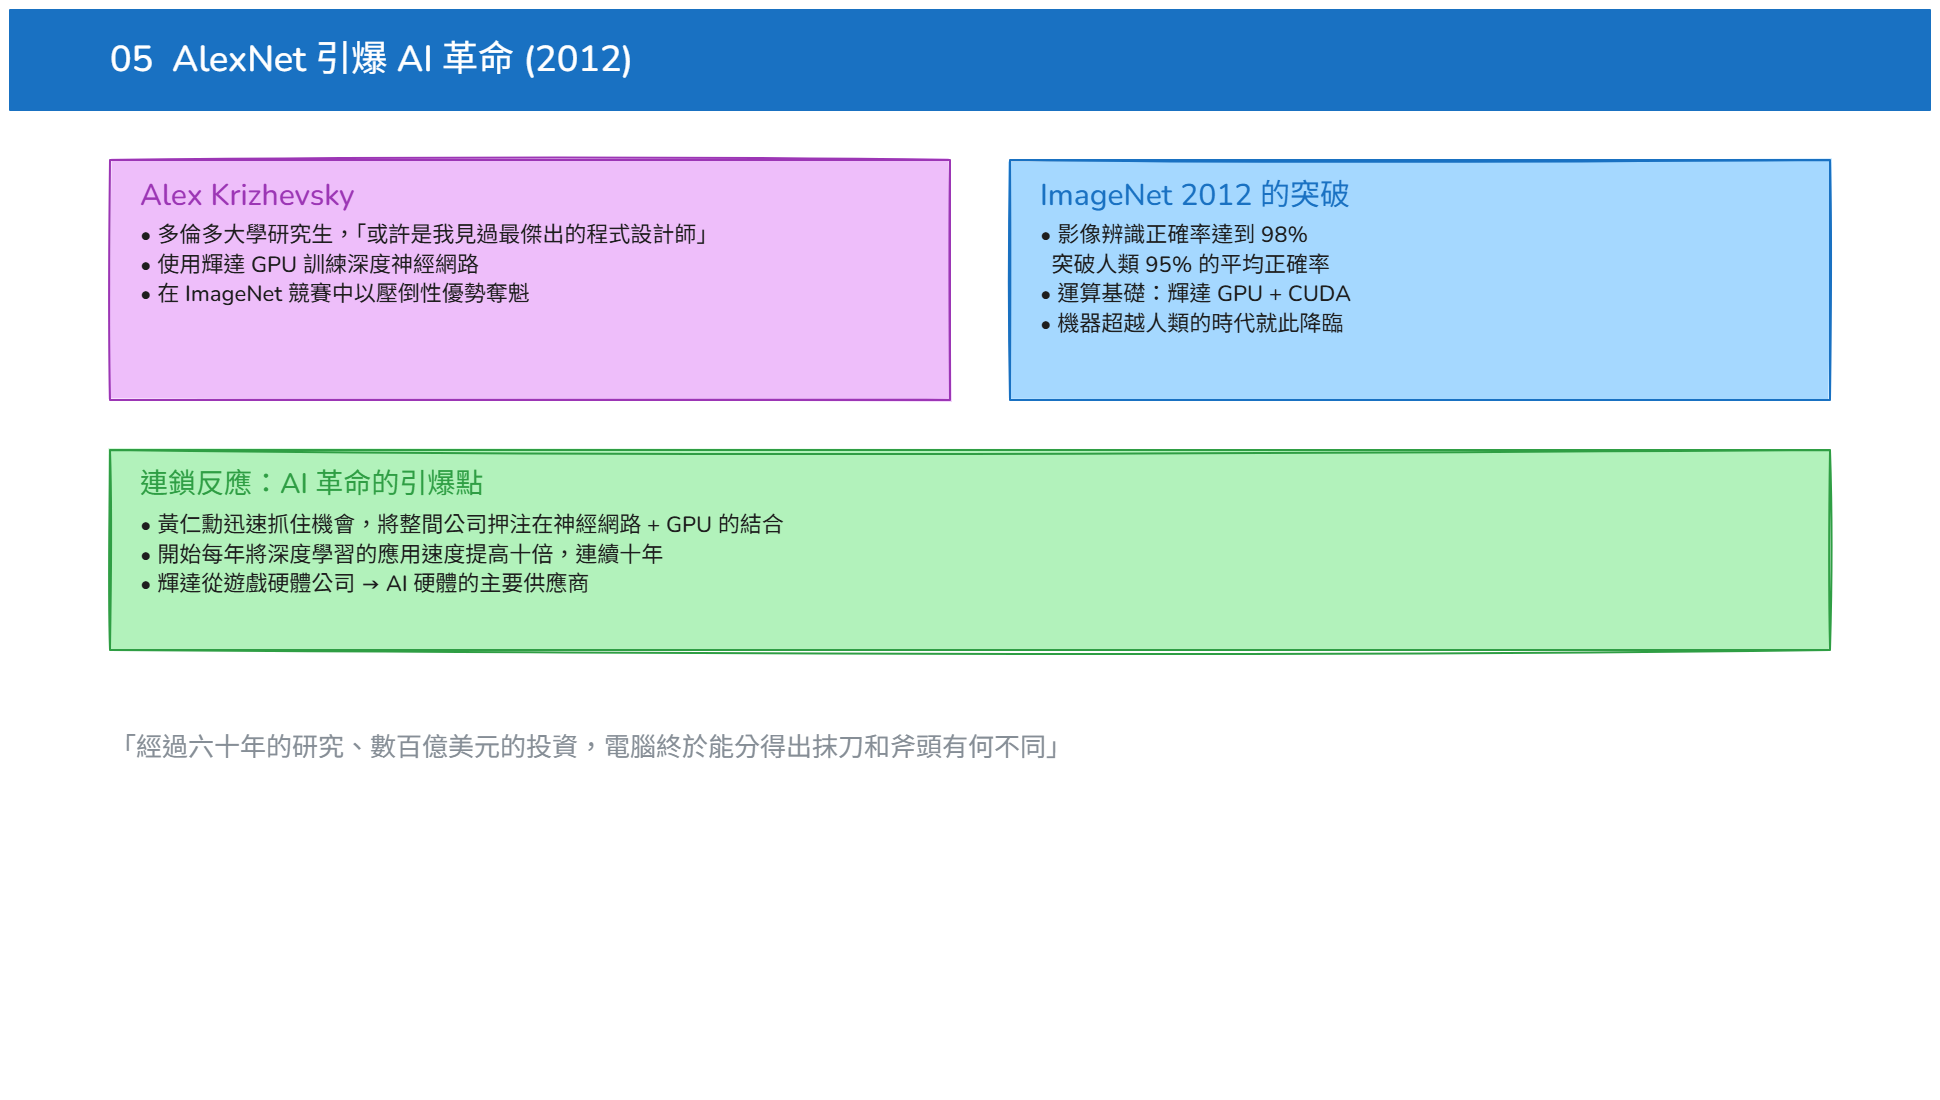 05 AlexNet 引爆 AI 革命 (2012)
Alex Krizhevsky
• 多倫多大學研究生，「或許是我見過最傑出的程式設計師」
• 使用輝達 GPU 訓練深度神經網路
• 在 ImageNet 競賽中以壓倒性優勢奪魁
ImageNet 2012 的突破
• 影像辨識正確率達到 98%
突破人類 95% 的平均正確率
• 運算基礎：輝達 GPU + CUDA
• 機器超越人類的時代就此降臨
連鎖反應：AI 革命的引爆點
• 黃仁勳迅速抓住機會，將整間公司押注在神經網路 + GPU 的結合
• 開始每年將深度學習的應用速度提高十倍，連續十年
• 輝達從遊戲硬體公司 → AI 硬體的主要供應商
「經過六十年的研究、數百億美元的投資，電腦終於能分得出抹刀和斧頭有何不同」